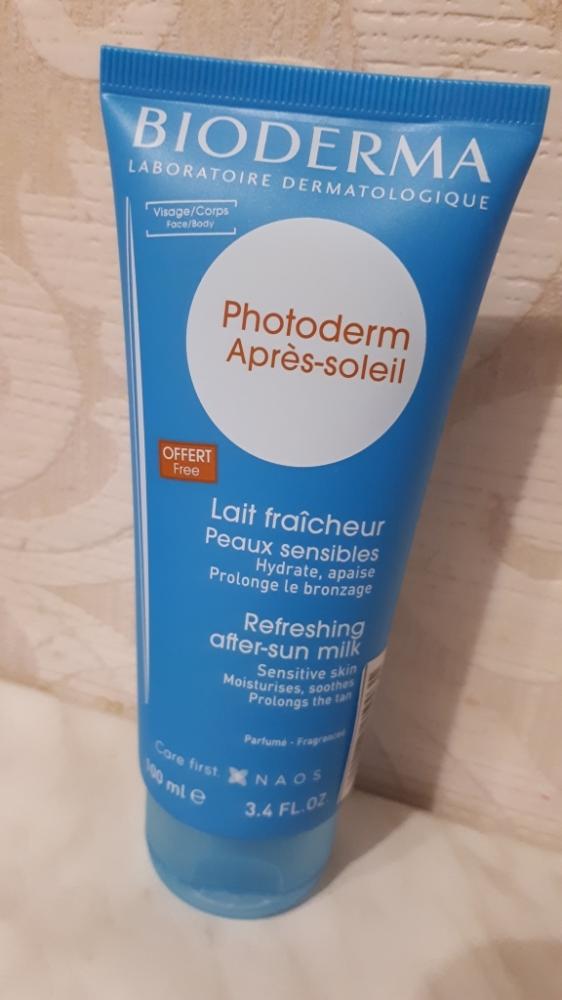 BIODERMA
LABORATOIRE DERMATOLOGIQUE
Visage/Corps
Face/Body
Photoderm
Après-soleil
OFFERT
Free
Lait fraîcheur
Peaux sensibles
Hydrate, apaise
Prolonge le bronzage
Refreshing
after-sun milk
Sensitive skin
Moisturises, soothes
Prolongs the tan
Parfumé - Fragranced
Care first. NAOS
100 ml e
3.4 FL.OZ.